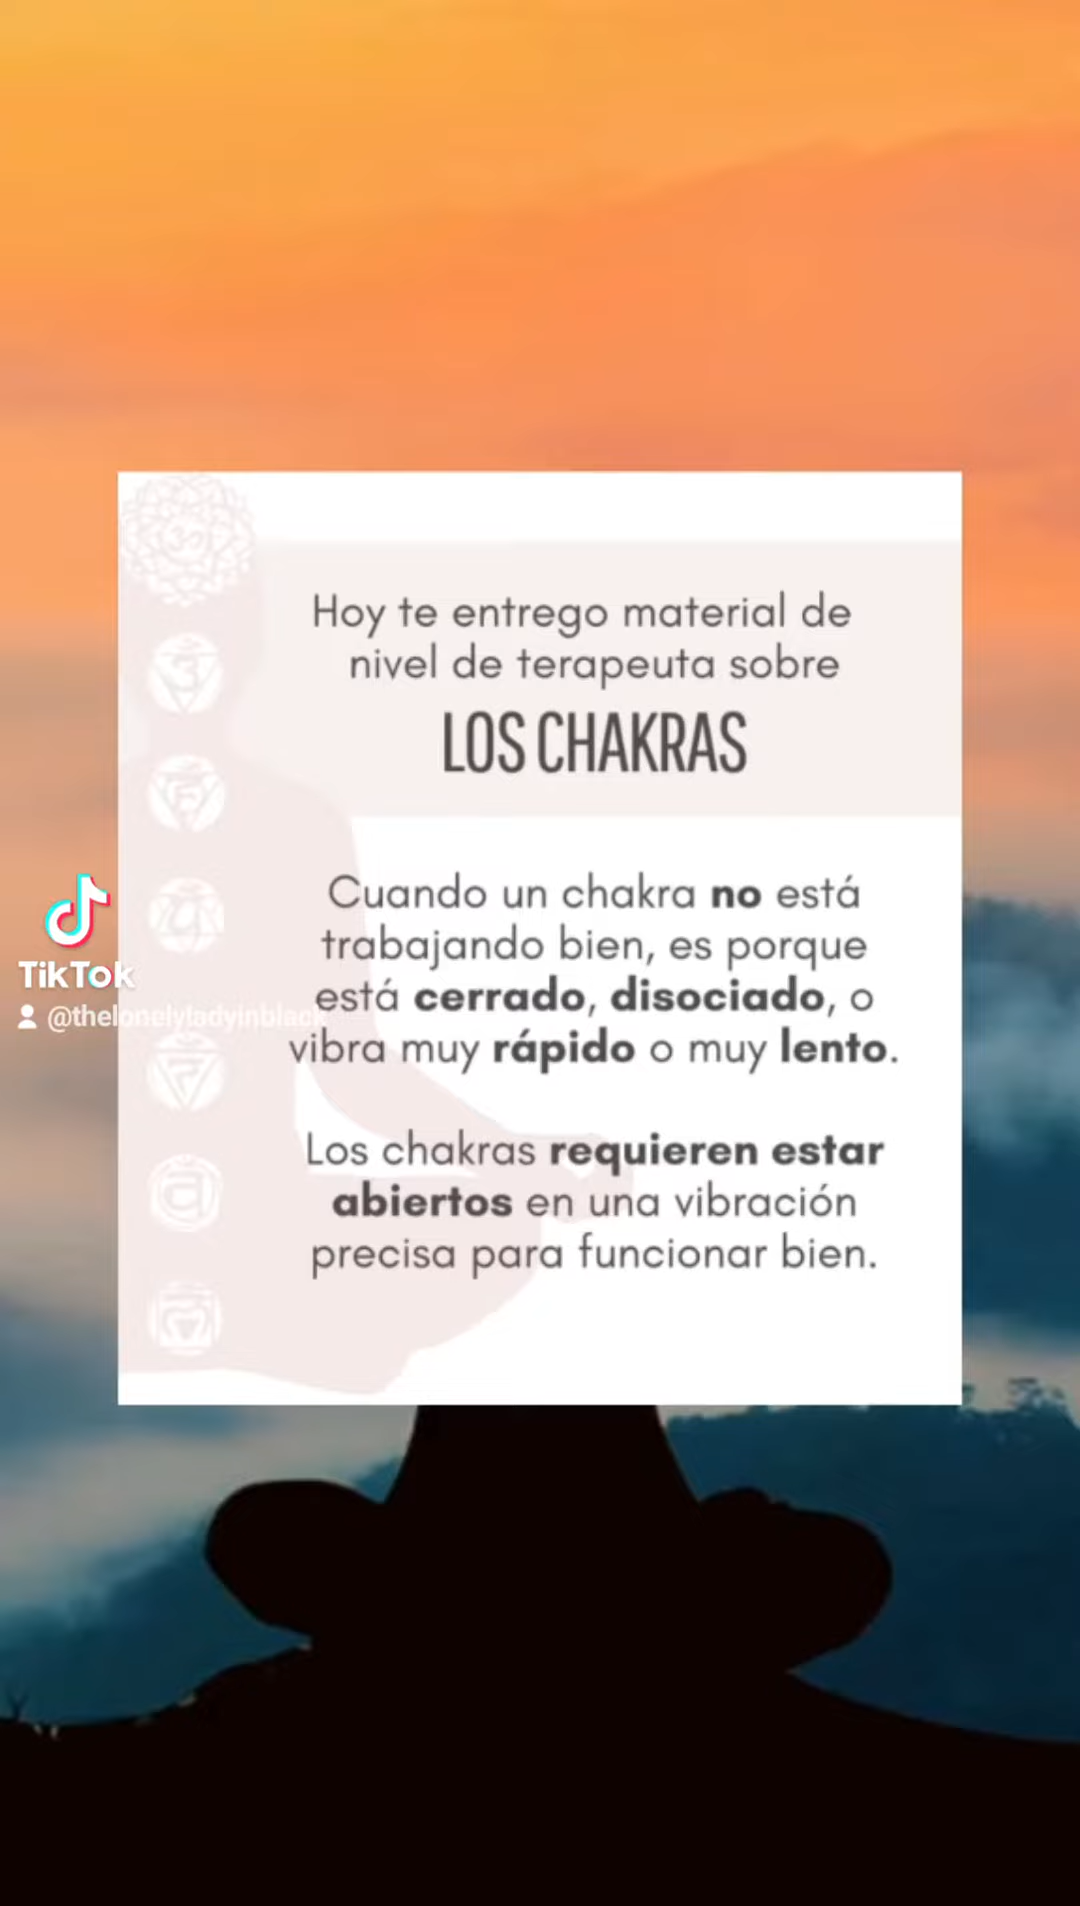 Hoy te entrego material de
nivel de terapeuta sobre
LOS CHAKRAS
Cuando un chakra no está
trabajando bien, es porque
está cerrado, disociado, o
vibra muy rápido o muy lento.
Los chakras requieren estar
abiertos en una vibración
precisa para funcionar bien.
TikTok
@thelonelyladyinblack